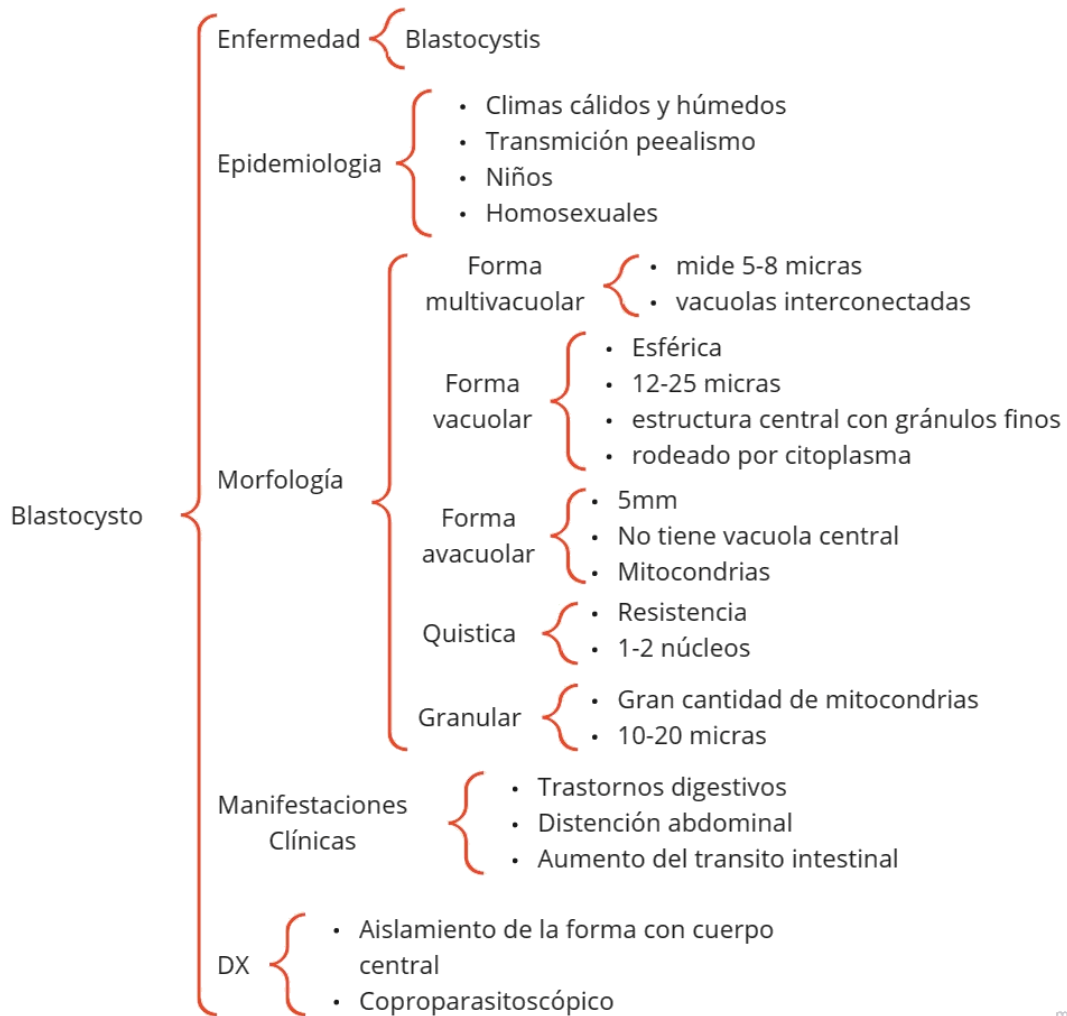 Blastocysto
Enfermedad
Blastocystis
Epidemiologia
• Climas cálidos y húmedos
• Transmición peealismo
• Niños
• Homosexuales
Morfología
Forma
multivacuolar
• mide 5-8 micras
• vacuolas interconectadas
Forma
vacuolar
• Esférica
• 12-25 micras
• estructura central con gránulos finos
• rodeado por citoplasma
Forma
avacuolar
• 5mm
• No tiene vacuola central
• Mitocondrias
Quistica
• Resistencia
• 1-2 núcleos
Granular
• Gran cantidad de mitocondrias
• 10-20 micras
Manifestaciones
Clínicas
• Trastornos digestivos
• Distención abdominal
• Aumento del transito intestinal
DX
• Aislamiento de la forma con cuerpo
central
• Coproparasitoscópico